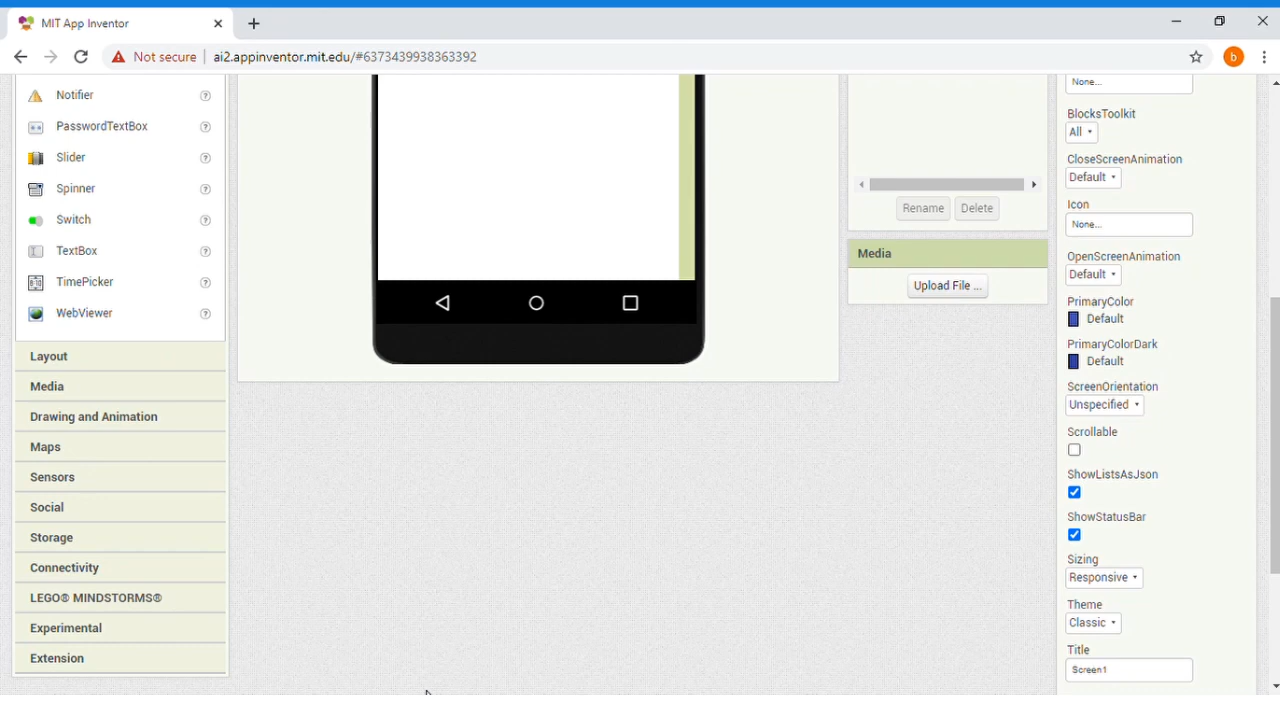 MIT App Inventor
Not secure
ai2.appinventor.mit.edu/#6373439938363392
b
Notifier
PasswordTextBox
Slider
Spinner
Switch
TextBox
TimePicker
WebViewer
Layout
Media
Drawing and Animation
Maps
Sensors
Social
Storage
Connectivity
LEGO® MINDSTORMS®
Experimental
Extension
Rename
Delete
Media
Upload File ...
None...
BlocksToolkit
All
CloseScreenAnimation
Default
Icon
None...
OpenScreenAnimation
Default
PrimaryColor
Default
PrimaryColorDark
Default
ScreenOrientation
Unspecified
Scrollable
ShowListsAsJson
ShowStatusBar
Sizing
Responsive
Theme
Classic
Title
Screen1